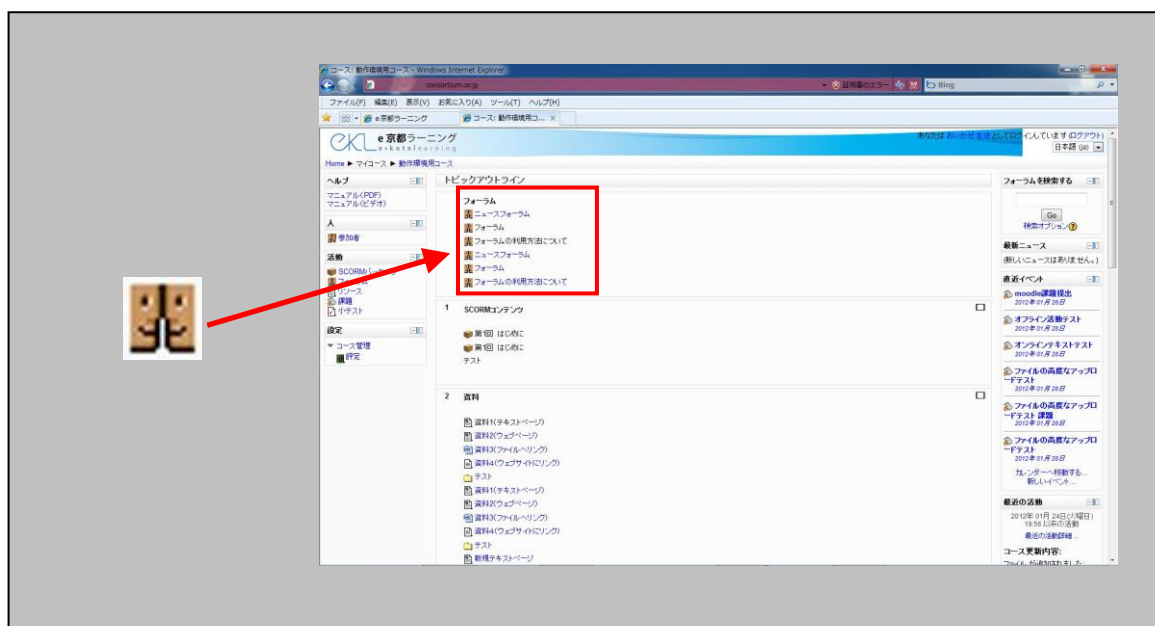 コース: 動作環境用コース - Windows Internet Explorer
consortium.or.jp
証明書のエラー
Bing
ファイル(F) 編集(E) 表示(V) お気に入り(A) ツール(T) ヘルプ(H)
e京都ラーニング
コース: 動作環境用コ... x
EKL e京都ラーニング
e-kotolearning
としてログインしています (ログアウト)
日本語 (ja)
Home ► マイコース ► 動作環境用コース
ヘルプ
マニュアル(PDF)
マニュアル(ビデオ)
人
参加者
活動
リソース
課題
小テスト
設定
コース管理
評定
トピックアウトライン
フォーラム
ニュースフォーラム
フォーラム
フォーラムの利用方法について
ニュースフォーラム
フォーラム
フォーラムの利用方法について
1 SCORMコンテンツ
第1回 はじめに
第1回 はじめに
テスト
2 資料
資料1(テキストページ)
資料2(ウェブページ)
資料3(ファイルへリンク)
資料4(ウェブサイトにリンク)
テスト
資料1(テキストページ)
資料2(ウェブページ)
資料3(ファイルへリンク)
資料4(ウェブサイトにリンク)
テスト
新規テキストページ
フォーラムを検索する
Go
検索オプション
最新ニュース
(新しいニュースはありません。)
直近イベント
moodle課題提出
2012年 01月 28日
オフライン活動テスト
2012年 01月 28日
オンラインテキストテスト
2012年 01月 28日
ファイルの高度なアップロ
ードテスト
2012年 01月 28日
ファイルの高度なアップロ
ードテスト 課題
2012年 01月 28日
ファイルの高度なアップロ
ードテスト
2012年 01月 28日
カレンダーへ移動する...
新しいイベント...
最近の活動
2012年 01月 24日(火曜日)
19:56 以来の活動
最近の活動詳細 ...
コース更新内容: